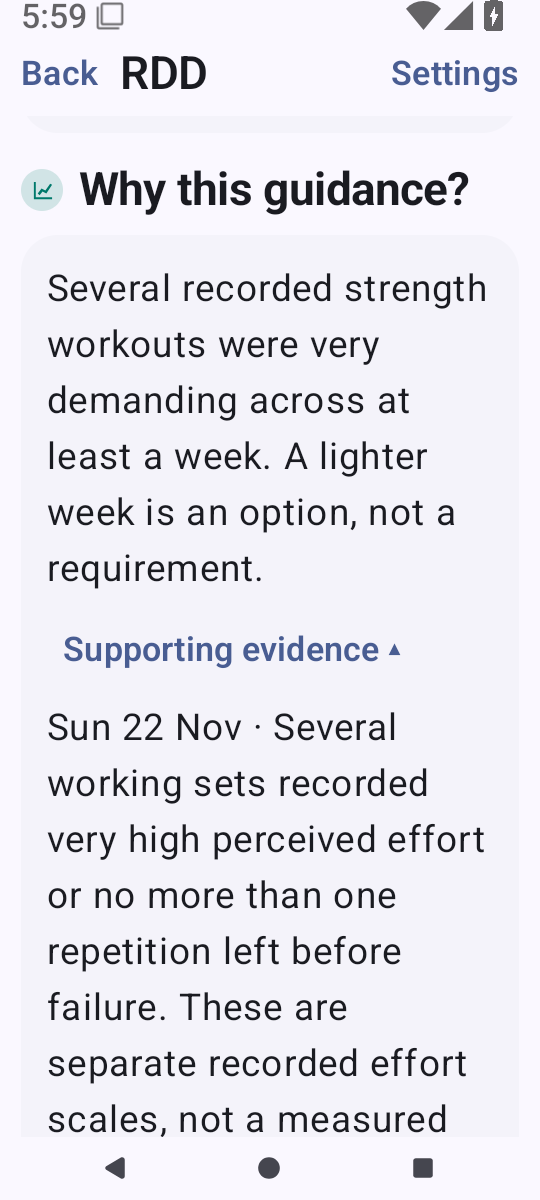 5:59
Back RDD Settings
Why this guidance?
Several recorded strength
workouts were very
demanding across at
least a week. A lighter
week is an option, not a
requirement.
Supporting evidence ▲
Sun 22 Nov · Several
working sets recorded
very high perceived effort
or no more than one
repetition left before
failure. These are
separate recorded effort
scales, not a measured